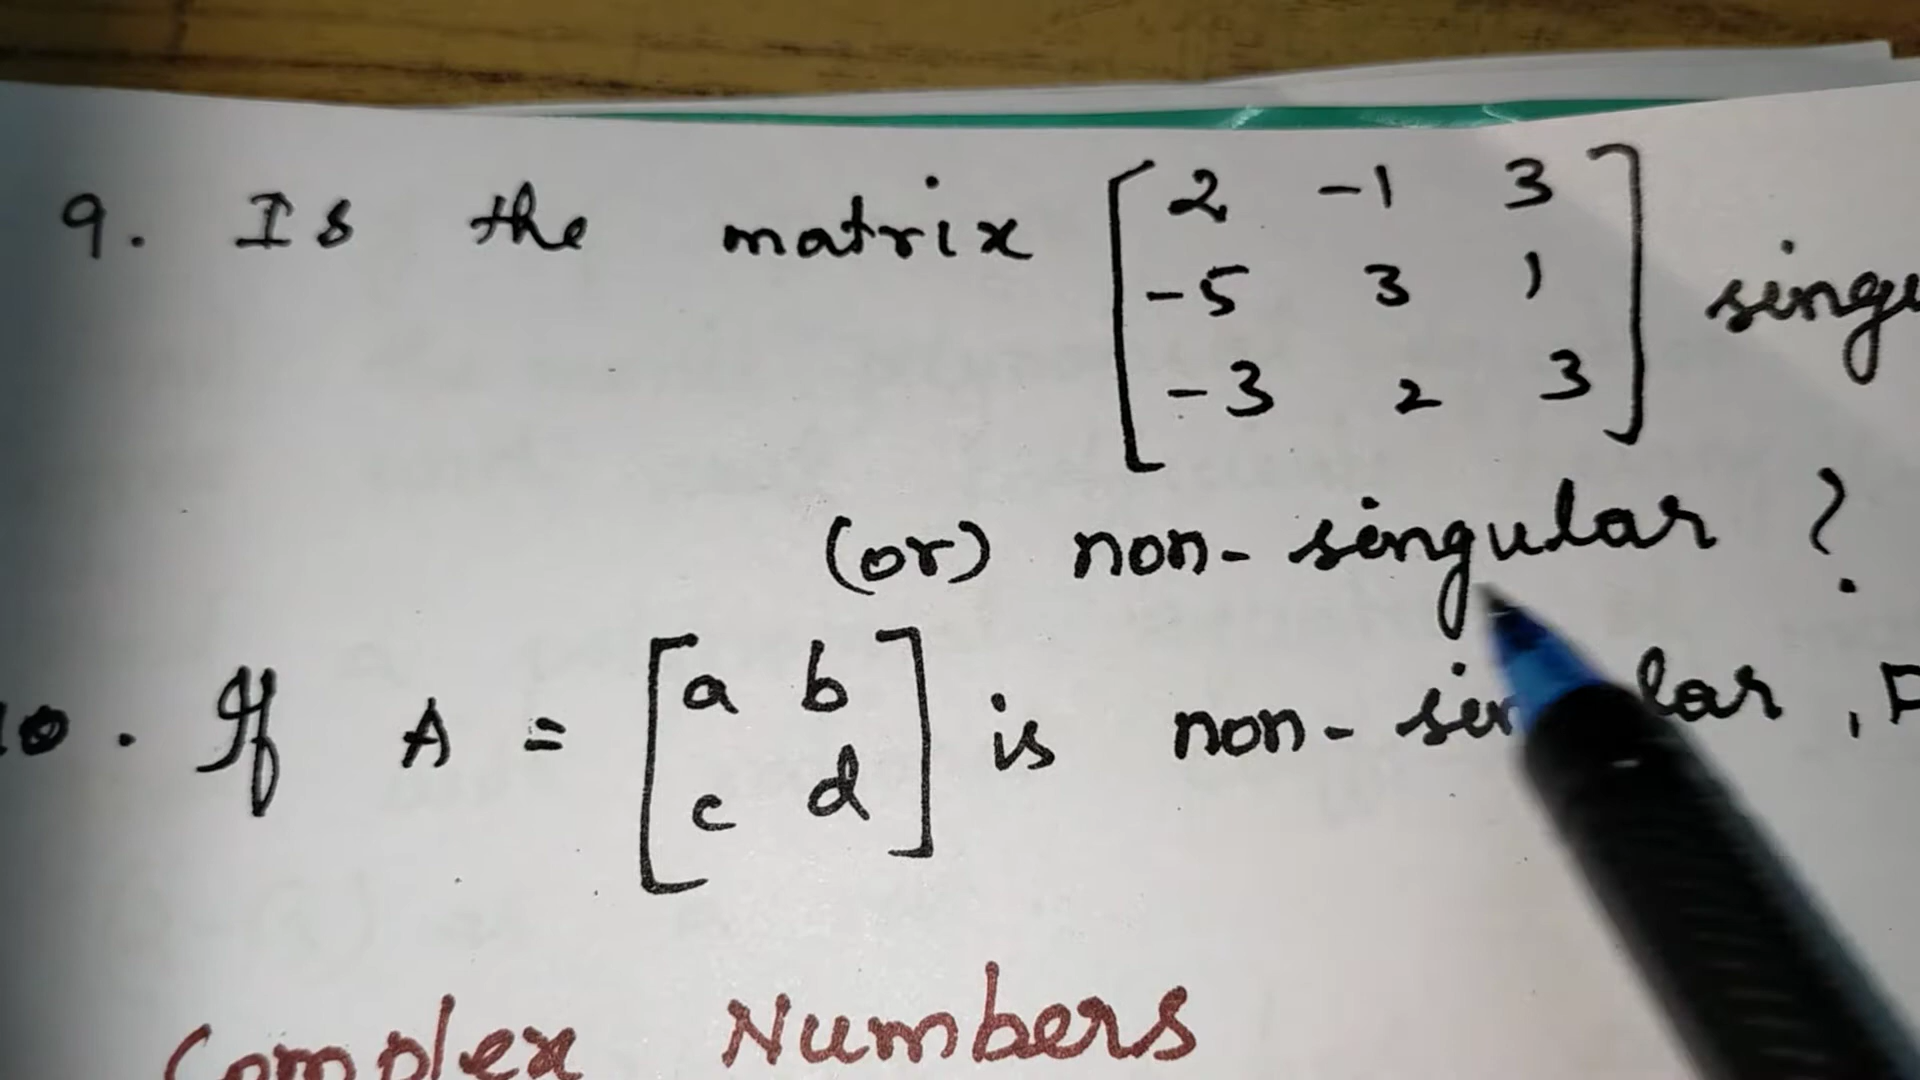 9. Is the matrix [ 2 -1 3
-5 3 1
-3 2 3 ]
(or) non-singular ?
10. If A = [ a b
c d ] is non-
Complex Numbers